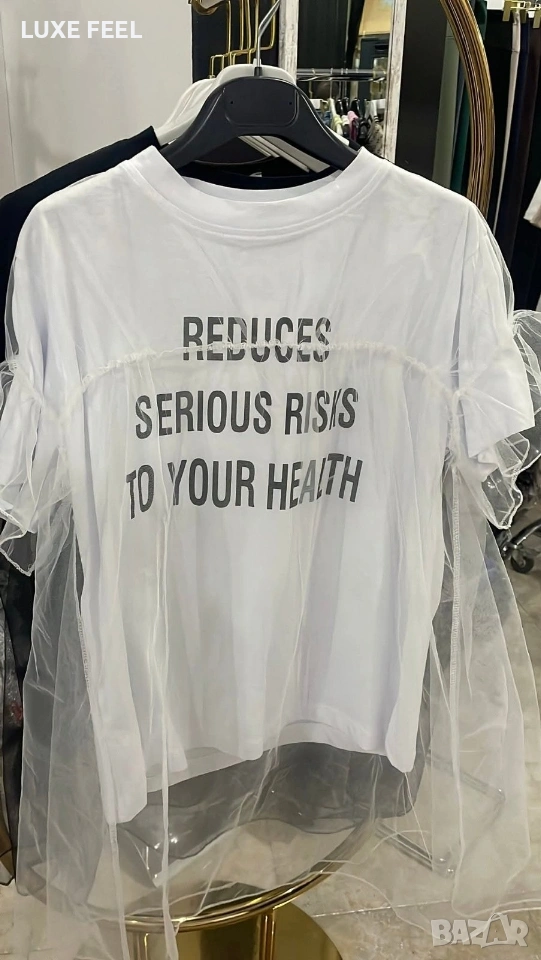 LUXE FEEL
REDUCES
SERIOUS RISKS
TO YOUR HEALTH
BAZAR